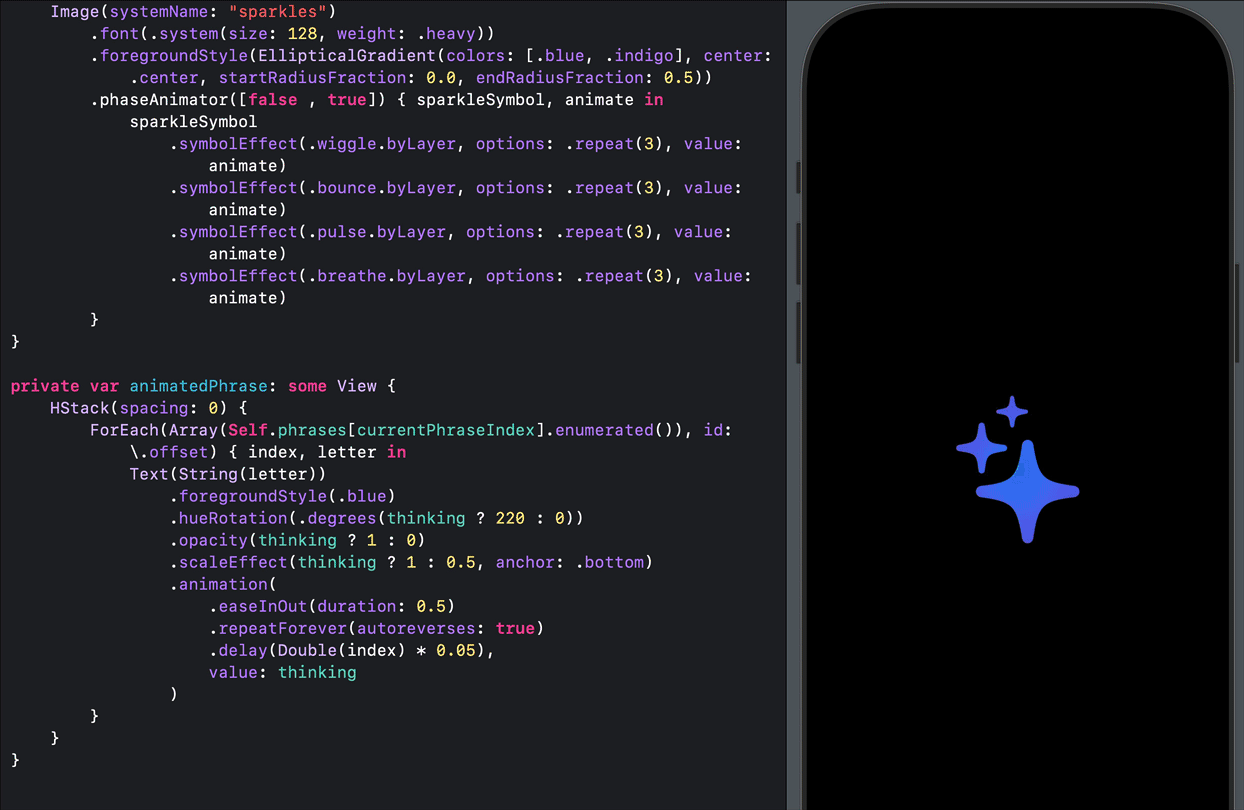 Image(systemName: "sparkles")
.font(.system(size: 128, weight: .heavy))
.foregroundStyle(EllipticalGradient(colors: [.blue, .indigo], center:
.center, startRadiusFraction: 0.0, endRadiusFraction: 0.5))
.phaseAnimator([false , true]) { sparkleSymbol, animate in
sparkleSymbol
.symbolEffect(.wiggle.byLayer, options: .repeat(3), value:
animate)
.symbolEffect(.bounce.byLayer, options: .repeat(3), value:
animate)
.symbolEffect(.pulse.byLayer, options: .repeat(3), value:
animate)
.symbolEffect(.breathe.byLayer, options: .repeat(3), value:
animate)
}
}
private var animatedPhrase: some View {
HStack(spacing: 0) {
ForEach(Array(Self.phrases[currentPhraseIndex].enumerated()), id:
\.offset) { index, letter in
Text(String(letter))
.foregroundStyle(.blue)
.hueRotation(.degrees(thinking ? 220 : 0))
.opacity(thinking ? 1 : 0)
.scaleEffect(thinking ? 1 : 0.5, anchor: .bottom)
.animation(
.easeInOut(duration: 0.5)
.repeatForever(autoreverses: true)
.delay(Double(index) * 0.05),
value: thinking
)
}
}
}